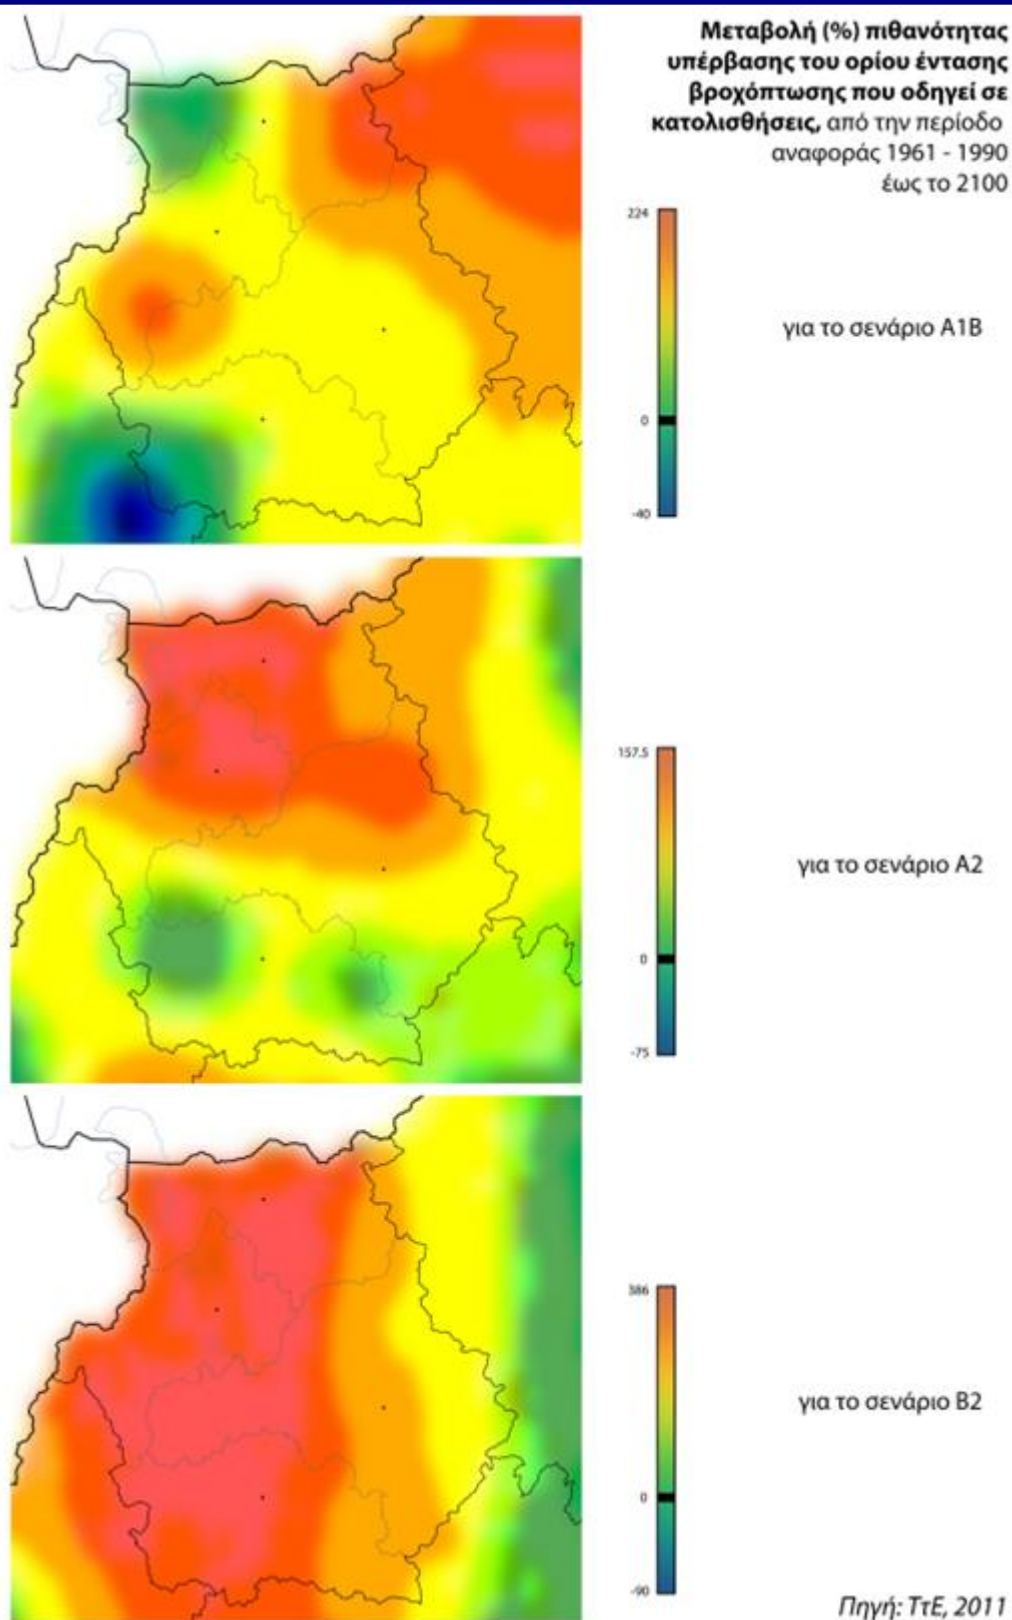 Μεταβολή (%) πιθανότητας
υπέρβασης του ορίου έντασης
βροχόπτωσης που οδηγεί σε
κατολισθήσεις, από την περίοδο
αναφοράς 1961 - 1990
έως το 2100
224
για το σενάριο A1B
0
-40
157.5
για το σενάριο A2
0
-75
386
για το σενάριο B2
0
-90
Πηγή: ΤτΕ, 2011